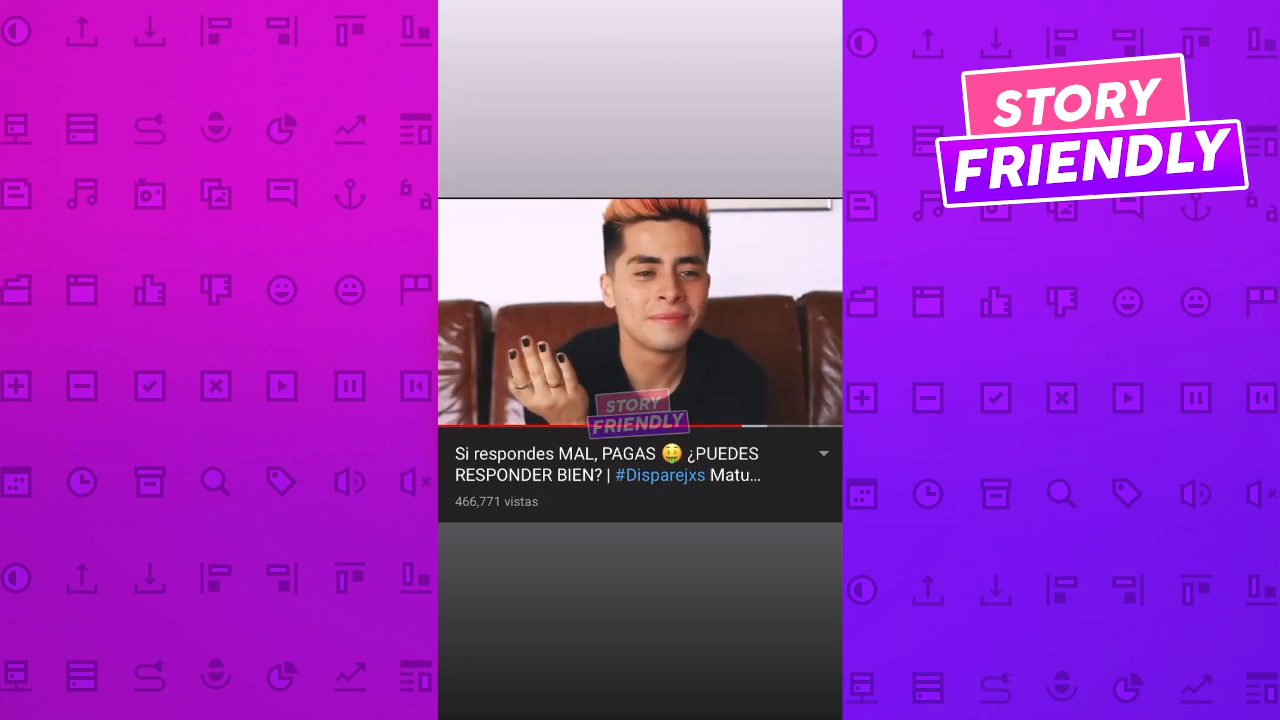 STORY
FRIENDLY
STORY
FRIENDLY
Si respondes MAL, PAGAS 🤑 ¿PUEDES
RESPONDER BIEN? | #Disparejxs Matu...
466,771 vistas